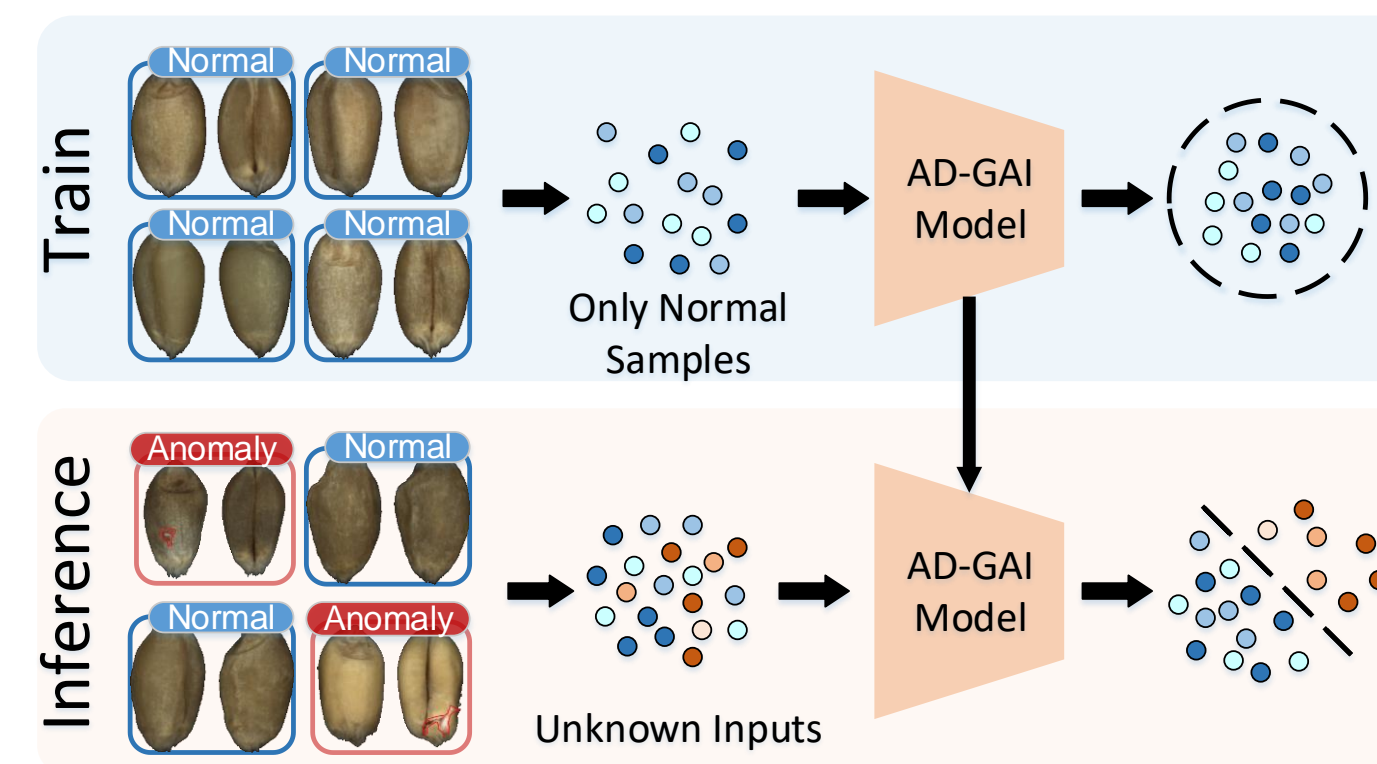 Train
Normal
Normal
Normal
Normal
Only Normal
Samples
AD-GAI
Model
Inference
Anomaly
Normal
Normal
Anomaly
Unknown Inputs
AD-GAI
Model